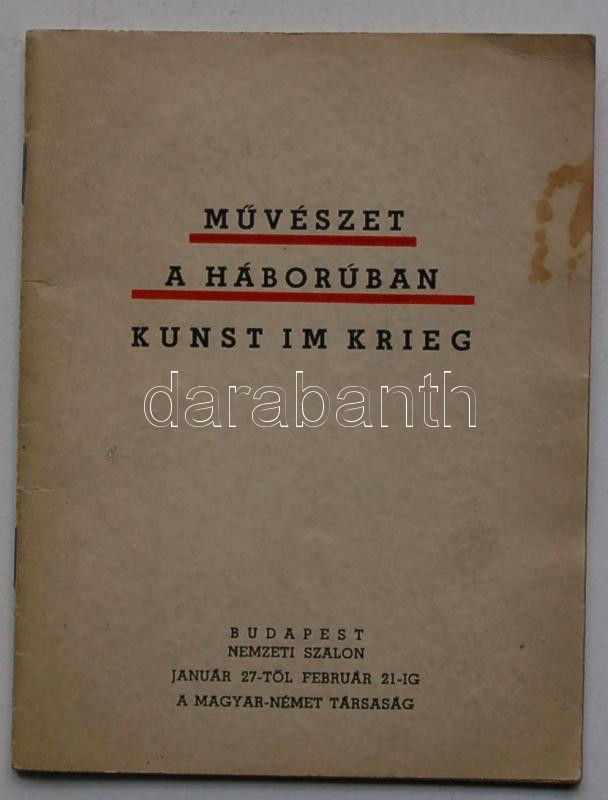 MŰVÉSZET
A HÁBORÚBAN
KUNST IM KRIEG
darabanth
BUDAPEST
NEMZETI SZALON
JANUÁR 27-TŐL FEBRUÁR 21-IG
A MAGYAR-NÉMET TÁRSASÁG